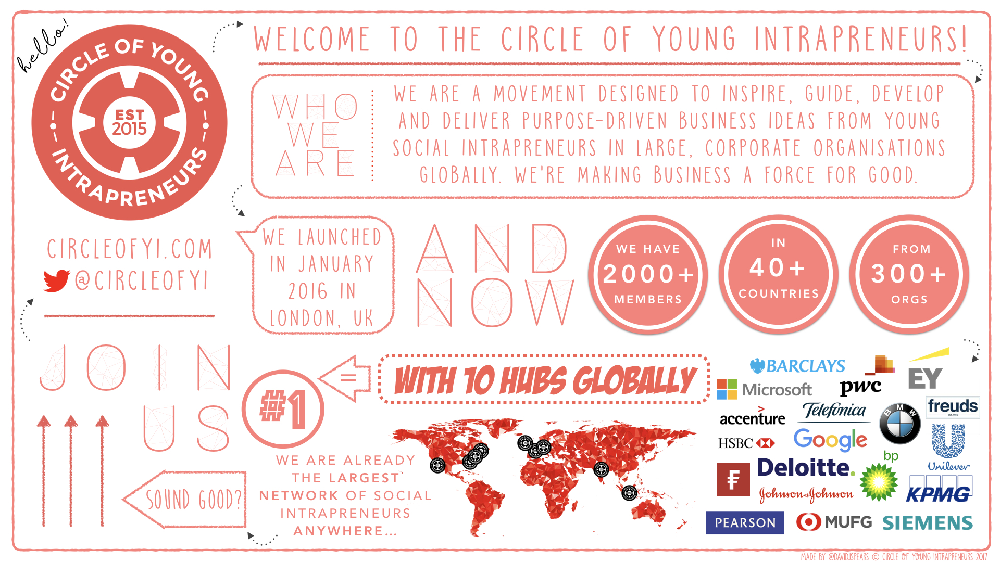 hello!
CIRCLE OF YOUNG
INTRAPRENEURS
EST
2015
WELCOME TO THE CIRCLE OF YOUNG INTRAPRENEURS!
WHO
WE
ARE
WE ARE A MOVEMENT DESIGNED TO INSPIRE, GUIDE, DEVELOP
AND DELIVER PURPOSE-DRIVEN BUSINESS IDEAS FROM YOUNG
SOCIAL INTRAPRENEURS IN LARGE, CORPORATE ORGANISATIONS
GLOBALLY. WE'RE MAKING BUSINESS A FORCE FOR GOOD.
CIRCLEOFYI.COM
@CIRCLEOFYI
WE LAUNCHED
IN JANUARY
2016 IN
LONDON, UK
AND
NOW
WE HAVE
2000+
MEMBERS
IN
40+
COUNTRIES
FROM
300+
ORGS
BARCLAYS
pwc
EY
Microsoft
accenture
Telefónica
BMW
freuds
EST. 1985
HSBC
Google
Unilever
Deloitte.
bp
Johnson & Johnson
KPMG
PEARSON
MUFG
SIEMENS
WITH 10 HUBS GLOBALLY
=
#1
WE ARE ALREADY
THE LARGEST
NETWORK OF SOCIAL
INTRAPRENEURS
ANYWHERE...
SOUND GOOD?
JOIN
US
MADE BY @DAVIDJSPEARS © CIRCLE OF YOUNG INTRAPRENEURS 2017